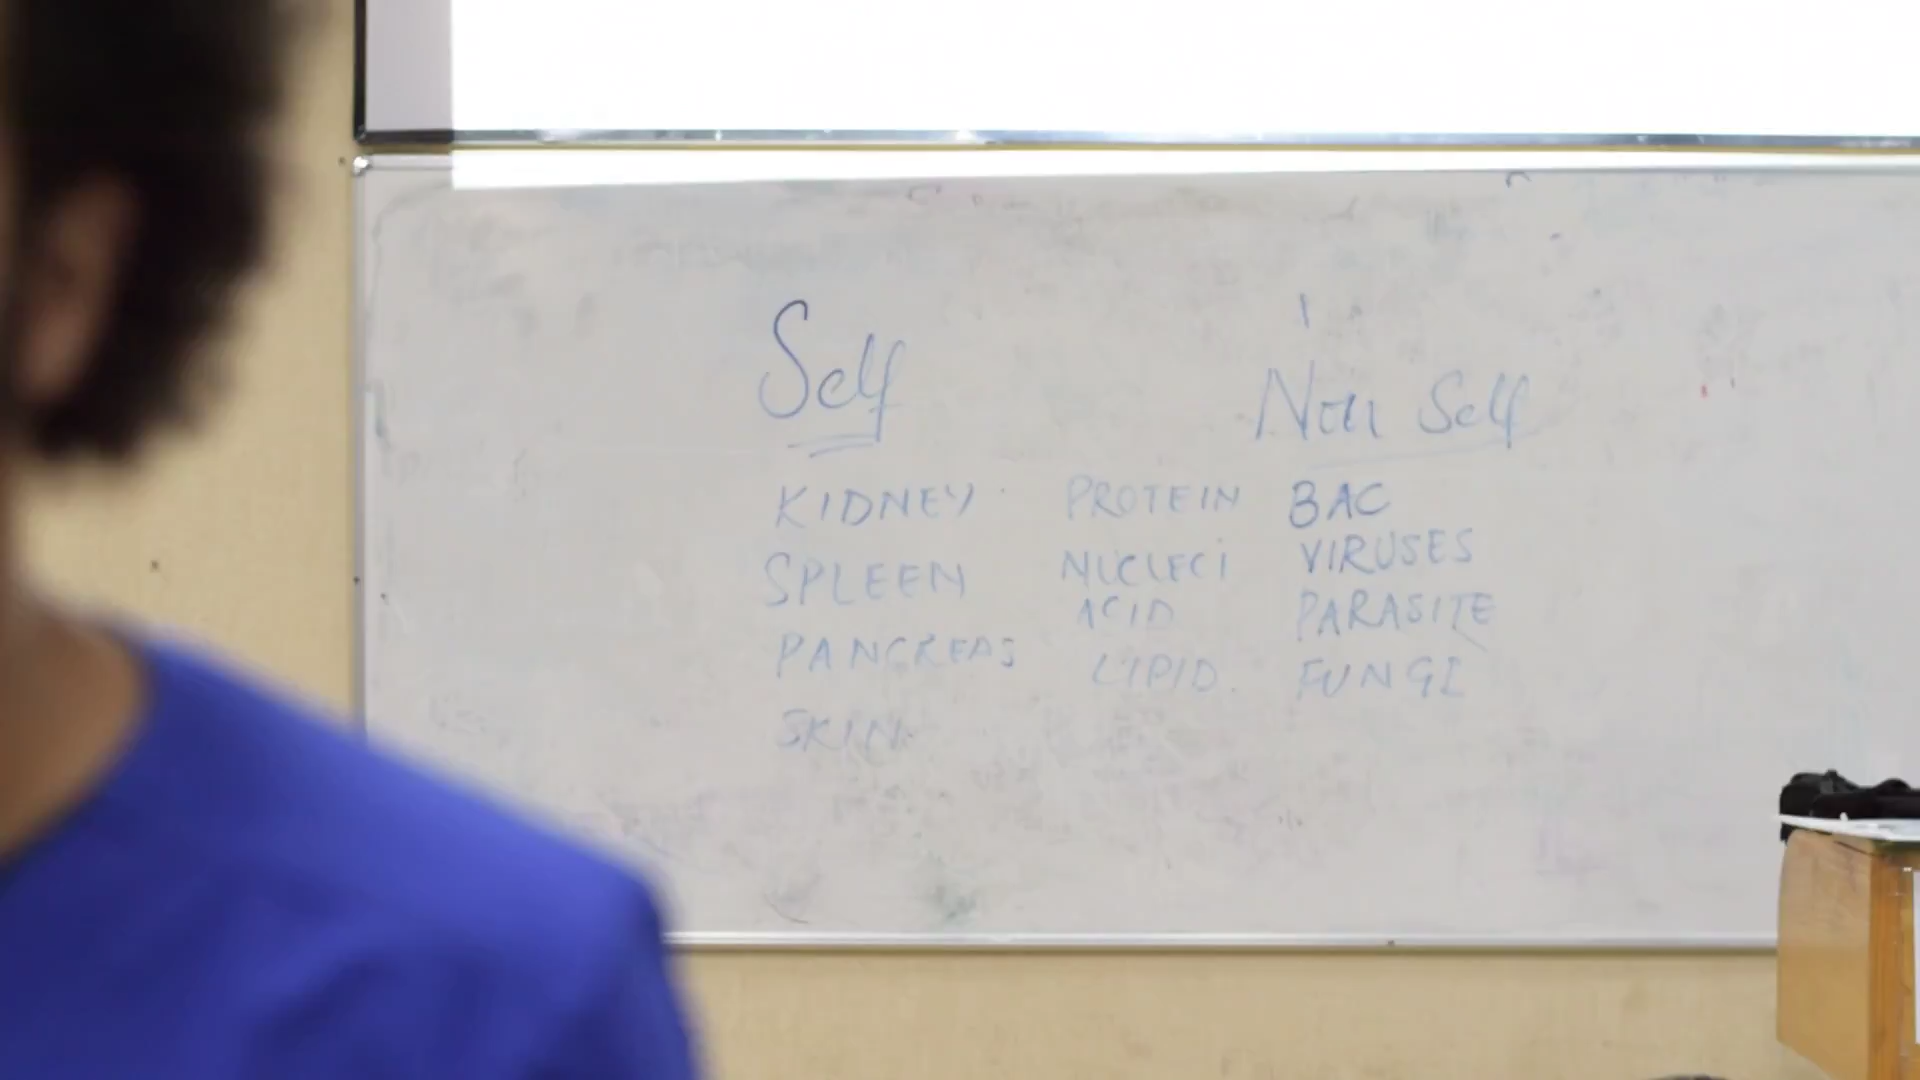 Self
Non Self
KIDNEY
SPLEEN
PANCREAS
SKIN
PROTEIN
NUCLECI
ACID
LIPID.
BAC
VIRUSES
PARASITE
FUNGI